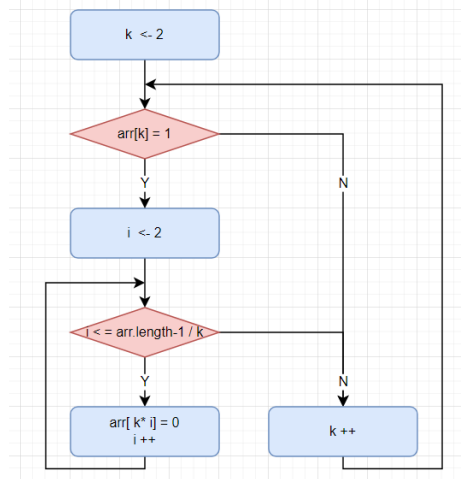 k <- 2
arr[k] = 1
Y
N
i <- 2
i < = arr.length-1 / k
Y
N
arr[ k* i] = 0
i ++
k ++